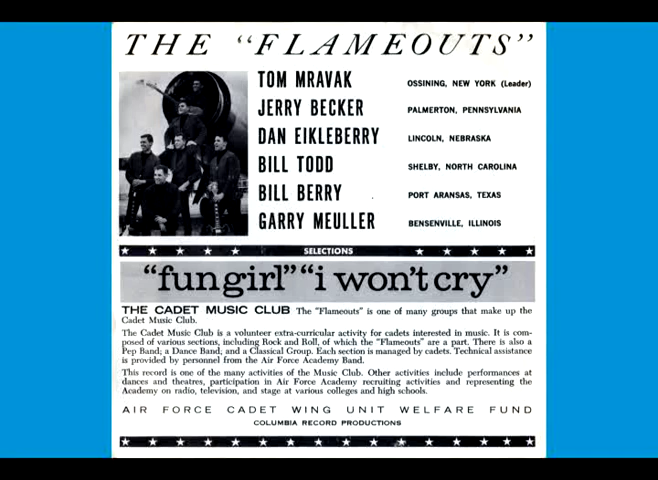 THE "FLAMEOUTS"
TOM MRAVAK OSSINING, NEW YORK (Leader)
JERRY BECKER PALMERTON, PENNSYLVANIA
DAN EIKLEBERRY LINCOLN, NEBRASKA
BILL TODD SHELBY, NORTH CAROLINA
BILL BERRY PORT ARANSAS, TEXAS
GARRY MEULLER BENSENVILLE, ILLINOIS
SELECTIONS
"fun girl" "i won't cry"
THE CADET MUSIC CLUB The "Flameouts" is one of many groups that make up the
Cadet Music Club.
The Cadet Music Club is a volunteer extra-curricular activity for cadets interested in music. It is com-
posed of various sections, including Rock and Roll, of which the "Flameouts" are a part. There is also a
Pep Band; a Dance Band; and a Classical Group. Each section is managed by cadets. Technical assistance
is provided by personnel from the Air Force Academy Band.
This record is one of the many activities of the Music Club. Other activities include performances at
dances and theatres, participation in Air Force Academy recruiting activities and representing the
Academy on radio, television, and stage at various colleges and high schools.
AIR FORCE CADET WING UNIT WELFARE FUND
COLUMBIA RECORD PRODUCTIONS